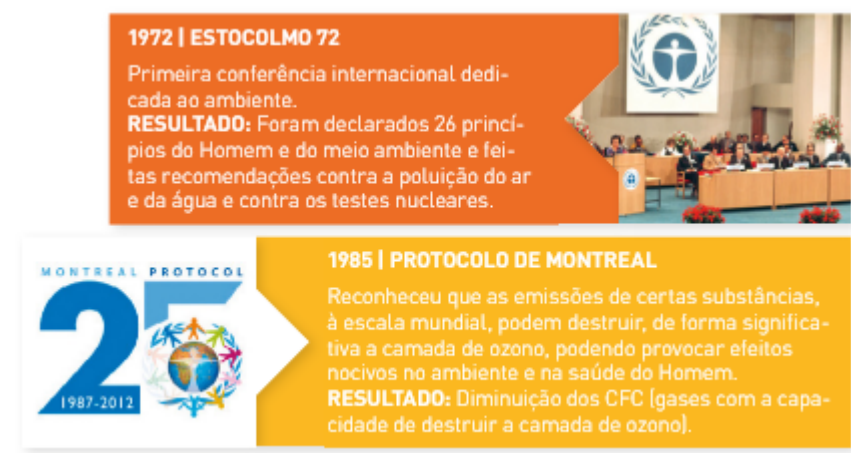 1972 | ESTOCOLMO 72
Primeira conferência internacional dedi-
cada ao ambiente.
RESULTADO: Foram declarados 26 princí-
pios do Homem e do meio ambiente e fei-
tas recomendações contra a poluição do ar
e da água e contra os testes nucleares.
MONTREAL PROTOCOL
25
1987-2012
1985 | PROTOCOLO DE MONTREAL
Reconheceu que as emissões de certas substâncias,
à escala mundial, podem destruir, de forma significa-
tiva a camada de ozono, podendo provocar efeitos
nocivos no ambiente e na saúde do Homem.
RESULTADO: Diminuição dos CFC (gases com a capa-
cidade de destruir a camada de ozono).